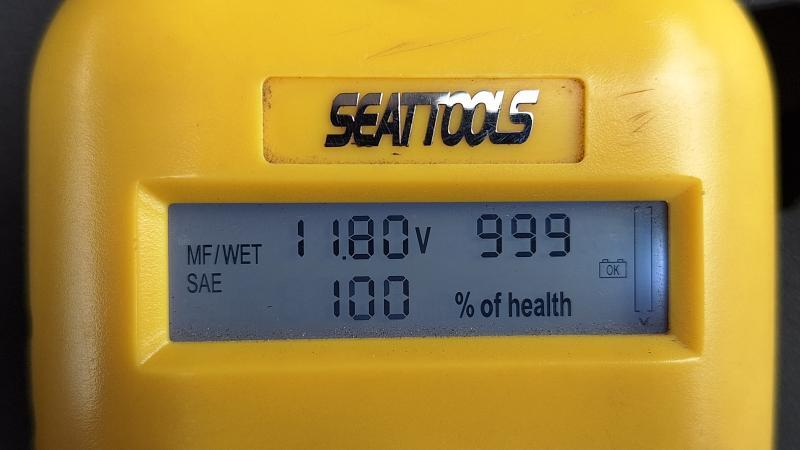 SEATTOOLS
MF/WET 11.80V 999
OK
SAE 100 % of health